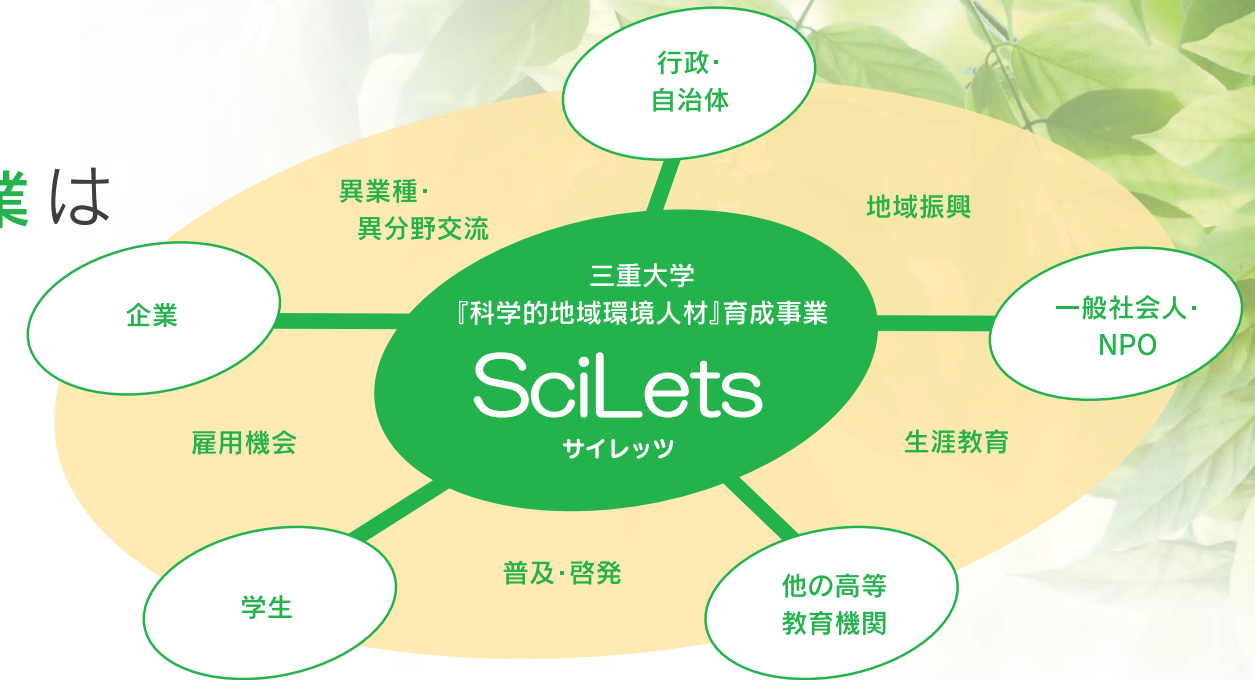 行政・
自治体
異業種・
異分野交流
地域振興
業は
三重大学
『科学的地域環境人材』育成事業
SciLets
サイレッツ
企業
一般社会人・
NPO
雇用機会
生涯教育
普及・啓発
学生
他の高等
教育機関